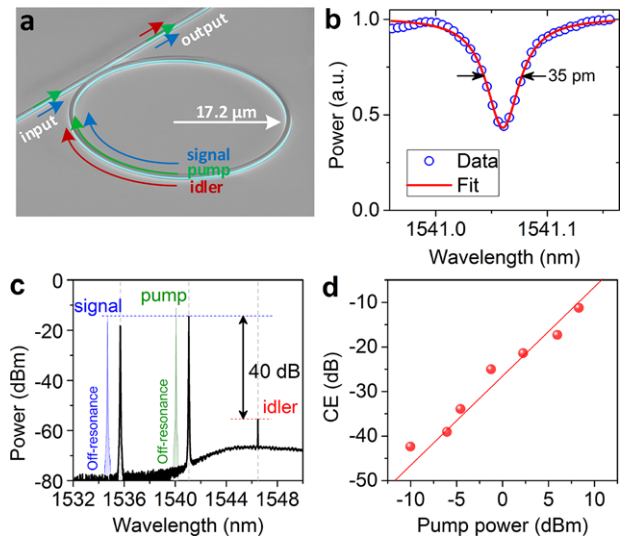 a
output
input
17.2 µm
signal
pump
idler
b
1.0
0.5
0.0
Power (a.u.)
35 pm
Data
Fit
1541.0
1541.1
Wavelength (nm)
c
0
-20
-40
-60
-80
Power (dBm)
signal
pump
40 dB
idler
Off-resonance
Off-resonance
1532
1536
1540
1544
1548
Wavelength (nm)
d
-10
-20
-30
-40
-50
CE (dB)
-10
-5
0
5
10
Pump power (dBm)